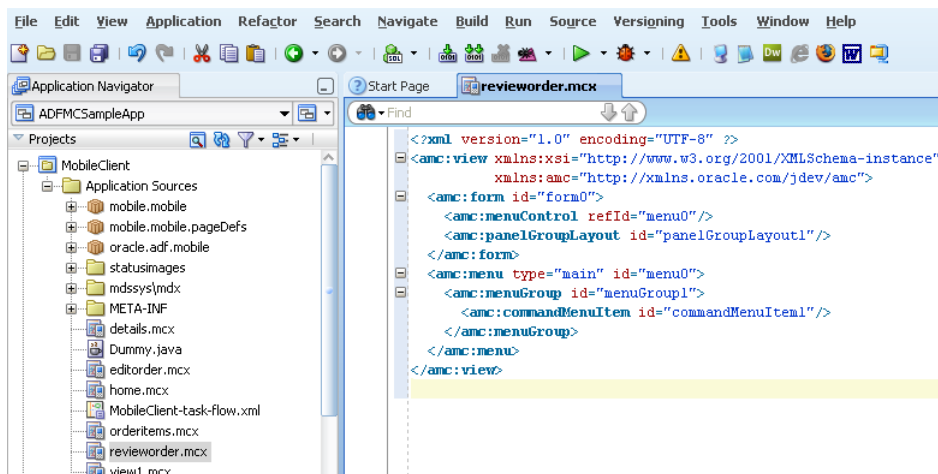 File Edit View Application Refactor Search Navigate Build Run Source Versioning Tools Window Help
Application Navigator
Start Page
revieworder.mcx
ADFMCSampleApp
Find
Projects
MobileClient
Application Sources
mobile.mobile
mobile.mobile.pageDefs
oracle.adf.mobile
statusimages
mdssys\mdx
META-INF
details.mcx
Dummy.java
editorder.mcx
home.mcx
MobileClient-task-flow.xml
orderitems.mcx
revieworder.mcx
view1.mcx
<?xml version="1.0" encoding="UTF-8" ?>
<amc:view xmlns:xsi="http://www.w3.org/2001/XMLSchema-instance"
xmlns:amc="http://xmlns.oracle.com/jdev/amc">
<amc:form id="form0">
<amc:menuControl refId="menu0"/>
<amc:panelGroupLayout id="panelGroupLayout1"/>
</amc:form>
<amc:menu type="main" id="menu0">
<amc:menuGroup id="menuGroup1">
<amc:commandMenuItem id="commandMenuItem1"/>
</amc:menuGroup>
</amc:menu>
</amc:view>